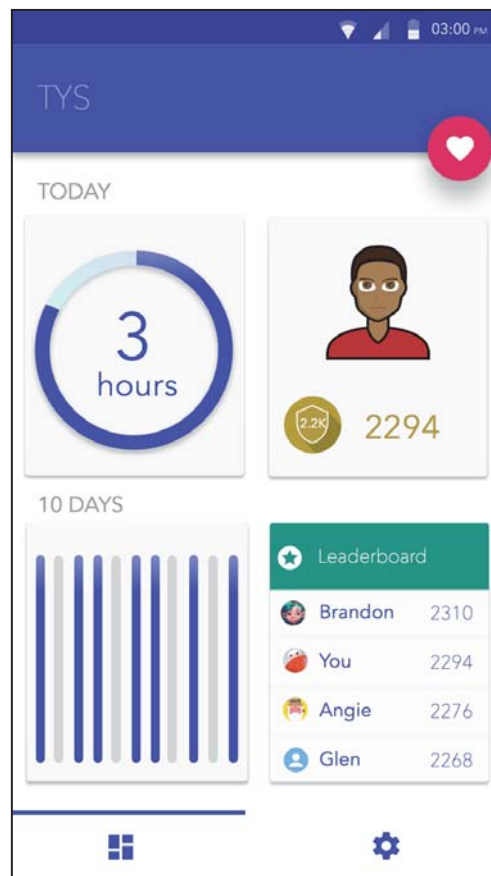 03:00 PM
TYS
TODAY
3
hours
2.2K
2294
10 DAYS
Leaderboard
Brandon 2310
You 2294
Angie 2276
Glen 2268